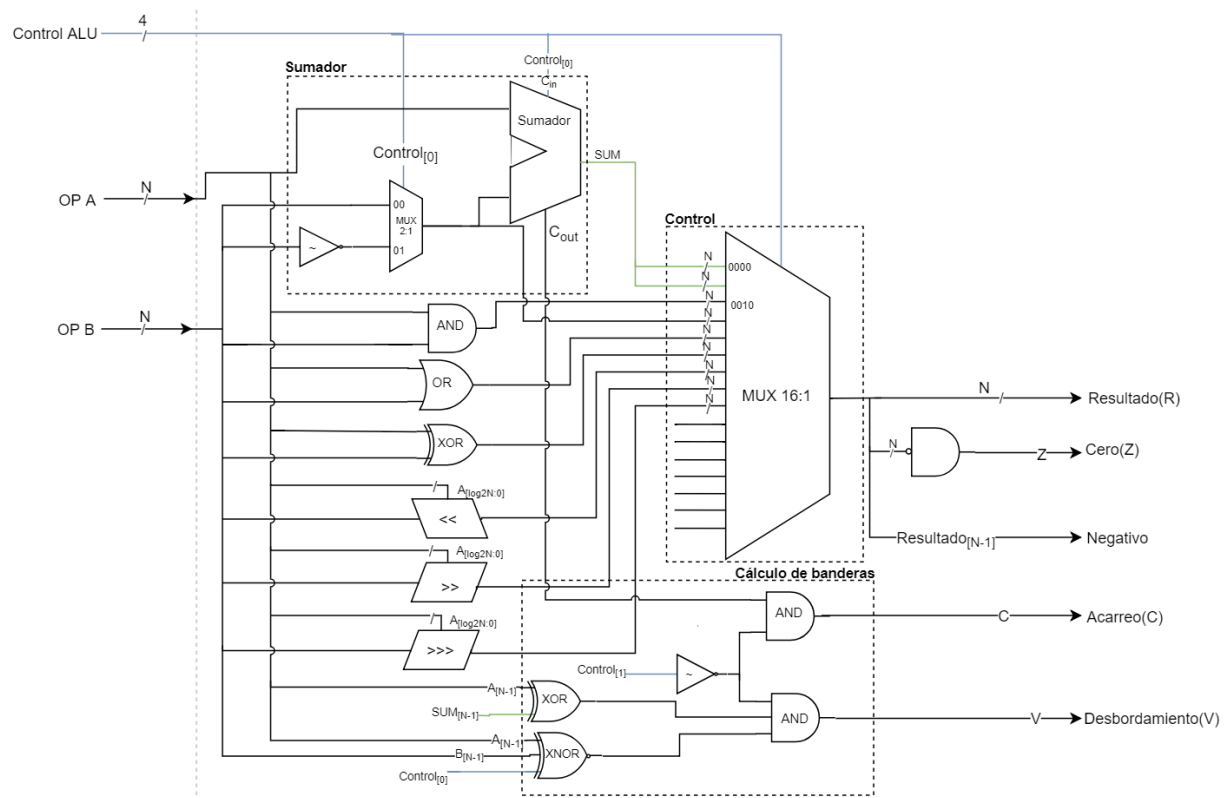 4
Control ALU
Sumador
Control[0]
Cin
Sumador
Control[0]
SUM
N
OP A
00
MUX
2:1
~
01
Cout
Control
N
0000
N
N
OP B
AND
N
0010
N
N
OR
N
N
MUX 16:1
N
N
N
Resultado(R)
XOR
N
Z
Cero(Z)
A[log2N:0]
<<
Resultado[N-1]
Negativo
A[log2N:0]
>>
Cálculo de banderas
AND
C
Acarreo(C)
A[log2N:0]
>>>
Control[1]
~
A[N-1]
XOR
SUM[N-1]
AND
V
Desbordamiento(V)
A[N-1]
XNOR
B[N-1]
Control[0]